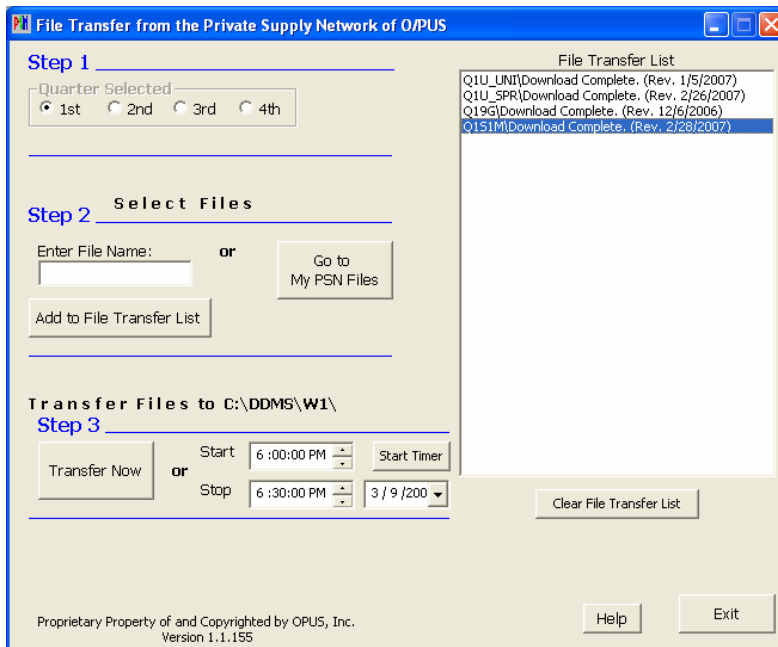 PSN File Transfer from the Private Supply Network of O/PUS
Step 1
Quarter Selected
1st 2nd 3rd 4th
Select Files
Step 2
Enter File Name:
or
Go to
My PSN Files
Add to File Transfer List
Transfer Files to C:\DDMS\W1\
Step 3
Transfer Now
or
Start 6 :00:00 PM Start Timer
Stop 6 :30:00 PM 3 / 9 /200
Proprietary Property of and Copyrighted by OPUS, Inc.
Version 1.1.155
File Transfer List
Q1U_UNI\Download Complete. (Rev. 1/5/2007)
Q1U_SPR\Download Complete. (Rev. 2/26/2007)
Q19G\Download Complete. (Rev. 12/6/2006)
Q1S1M\Download Complete. (Rev. 2/28/2007)
Clear File Transfer List
Help
Exit